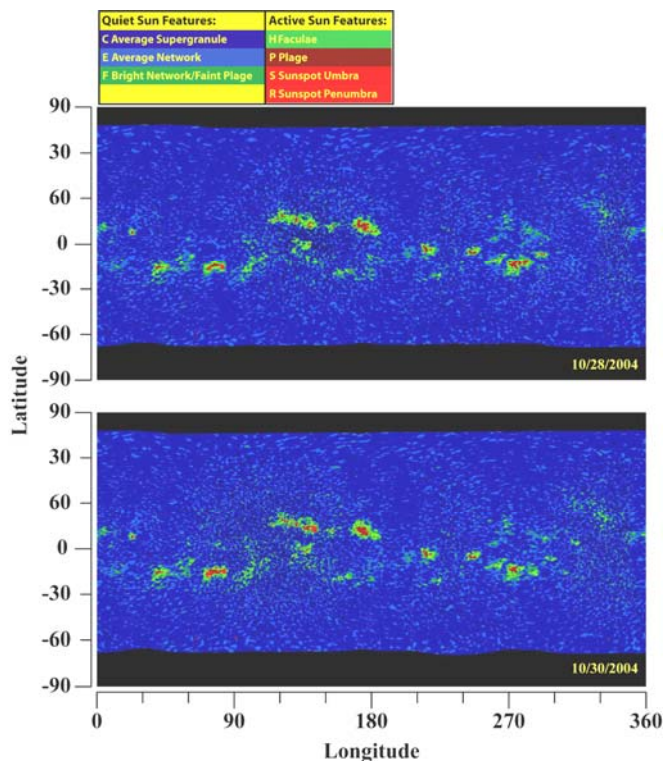 Quiet Sun Features: Active Sun Features:
C Average Supergranule H Faculae
E Average Network P Plage
F Bright Network/Faint Plage S Sunspot Umbra
R Sunspot Penumbra
90
30
60
0
-30
-60
-90
10/28/2004
Latitude
90
30
60
0
-30
-60
-90
10/30/2004
0 90 180 270 360
Longitude